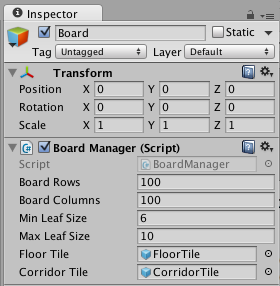 Inspector
Board Static
Tag Untagged Layer Default
Transform
Position X 0 Y 0 Z 0
Rotation X 0 Y 0 Z 0
Scale X 1 Y 1 Z 1
Board Manager (Script)
Script BoardManager
Board Rows 100
Board Columns 100
Min Leaf Size 6
Max Leaf Size 10
Floor Tile FloorTile
Corridor Tile CorridorTile